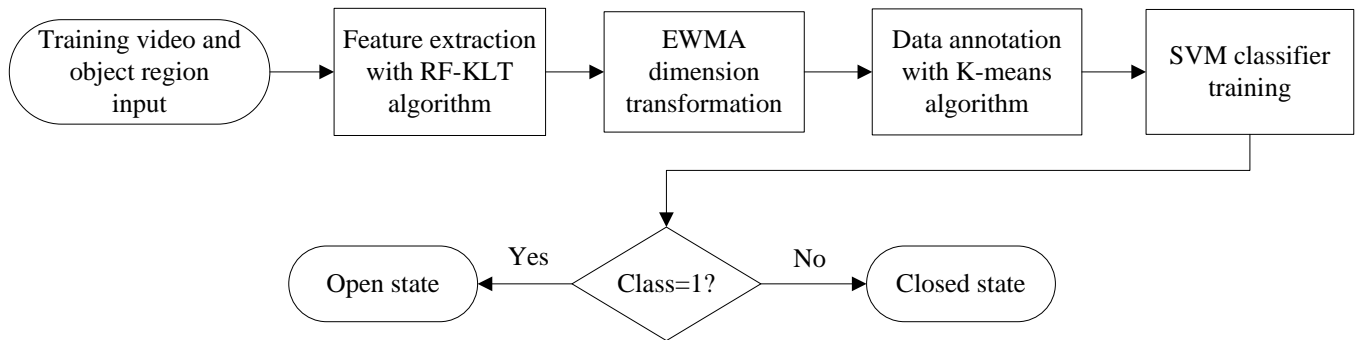 Training video and
object region
input
Feature extraction
with RF-KLT
algorithm
EWMA
dimension
transformation
Data annotation
with K-means
algorithm
SVM classifier
training
Class=1?
Yes
Open state
No
Closed state